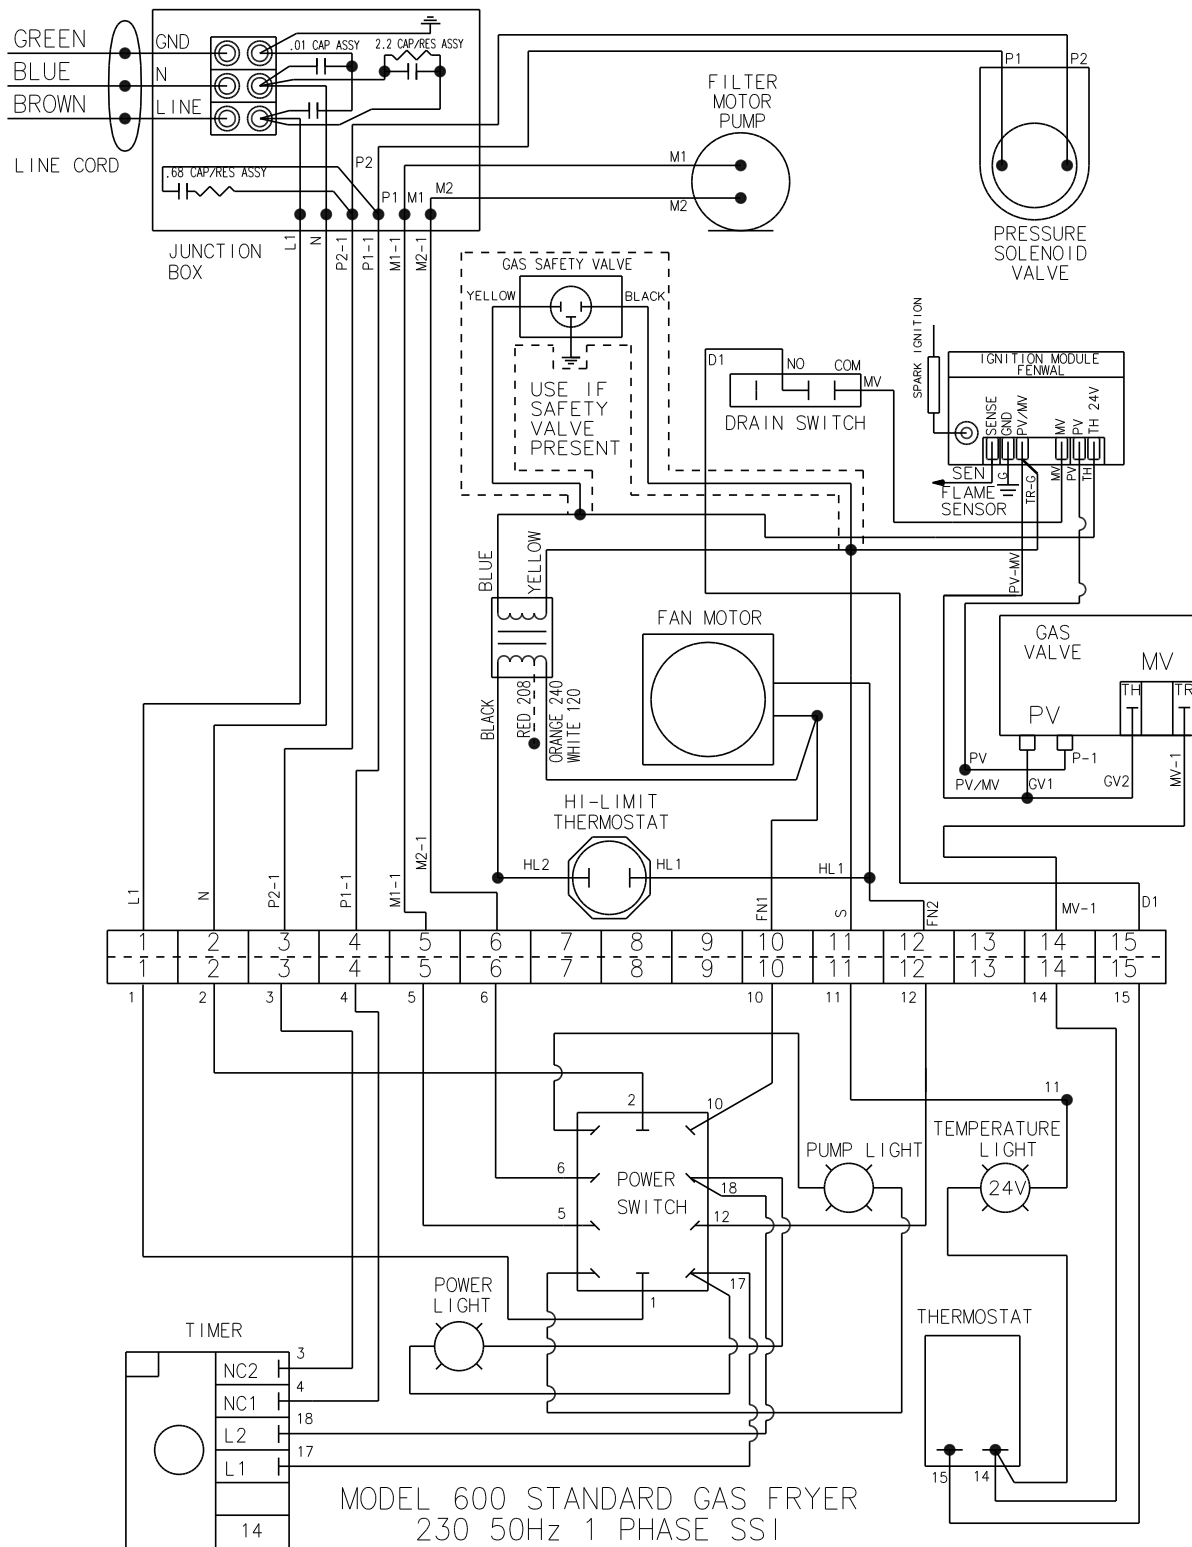 GREEN
BLUE
BROWN
LINE CORD
GND
N
LINE
.01 CAP ASSY
2.2 CAP/RES ASSY
.68 CAP/RES ASSY
P2
P1
M1
M2
JUNCTION
BOX
L1
N
P2-1
P1-1
M1-1
M2-1
FILTER
MOTOR
PUMP
M1
M2
P1
P2
PRESSURE
SOLENOID
VALVE
GAS SAFETY VALVE
YELLOW
BLACK
USE IF
SAFETY
VALVE
PRESENT
D1
NO
COM
MV
DRAIN SWITCH
SPARK IGNITION
IGNITION MODULE
FENWAL
SENSE
GND
PV/MV
MV
PV
TH 24V
SEN
G
TR-G
MV
PV
TH
FLAME
SENSOR
PV-MV
BLUE
YELLOW
BLACK
RED 208
ORANGE 240
WHITE 120
FAN MOTOR
GAS
VALVE
MV
TH
TR
PV
PV
P-1
PV/MV
GV1
GV2
MV-1
HI-LIMIT
THERMOSTAT
HL2
HL1
HL1
L1
N
P2-1
P1-1
M1-1
M2-1
FN1
S
FN2
MV-1
D1
1 2 3 4 5 6 7 8 9 10 11 12 13 14 15
1 2 3 4 5 6 7 8 9 10 11 12 13 14 15
1 2 3 4 5 6 10 11 12 14 15
2
10
6
18
5
12
17
1
POWER
SWITCH
PUMP LIGHT
11
TEMPERATURE
LIGHT
24V
POWER
LIGHT
THERMOSTAT
15
14
TIMER
NC2
3
NC1
4
L2
18
L1
17
14
MODEL 600 STANDARD GAS FRYER
230 50Hz 1 PHASE SSI